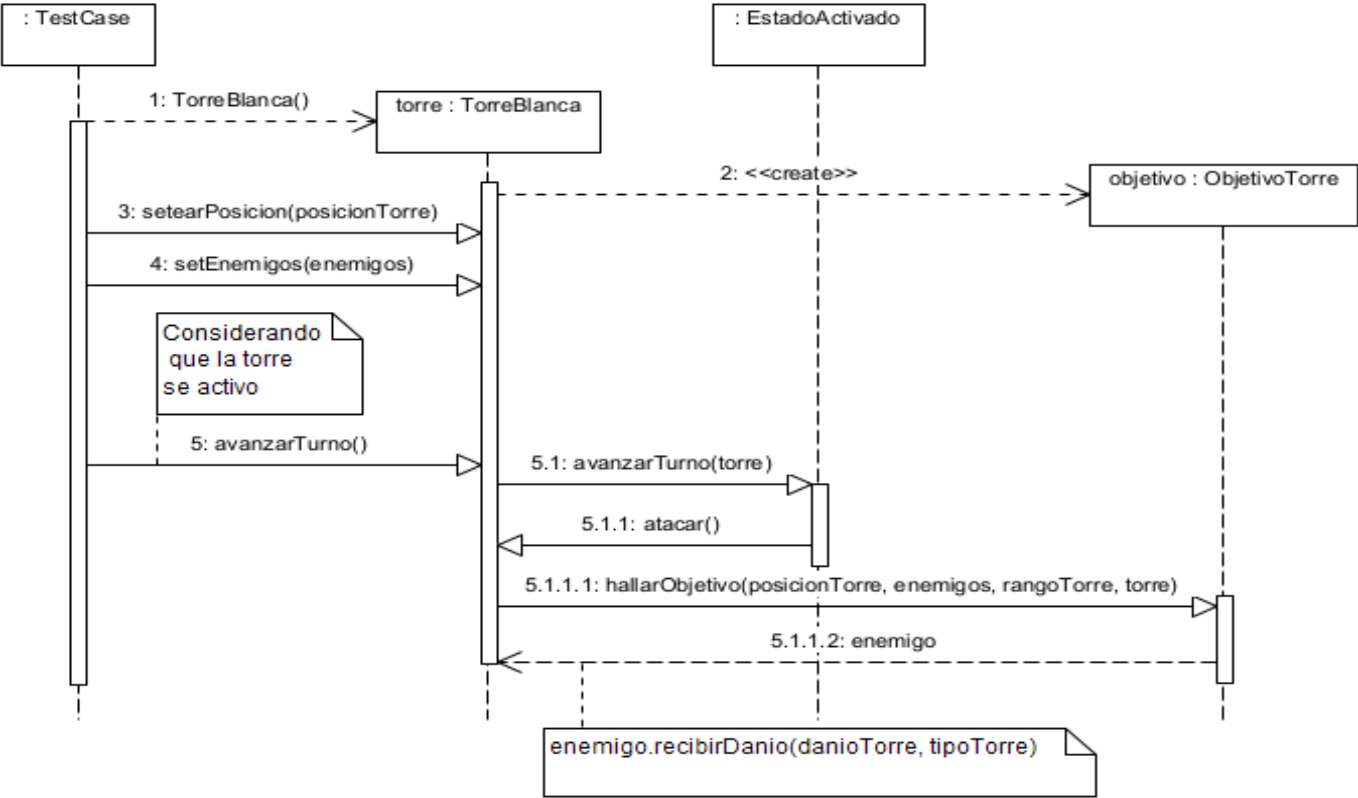 : TestCase
: EstadoActivado
1: TorreBlanca()
torre : TorreBlanca
2: <<create>>
objetivo : ObjetivoTorre
3: setearPosicion(posicionTorre)
4: setEnemigos(enemigos)
Considerando
que la torre
se activo
5: avanzarTurno()
5.1: avanzarTurno(torre)
5.1.1: atacar()
5.1.1.1: hallarObjetivo(posicionTorre, enemigos, rangoTorre, torre)
5.1.1.2: enemigo
enemigo.recibirDanio(danioTorre, tipoTorre)